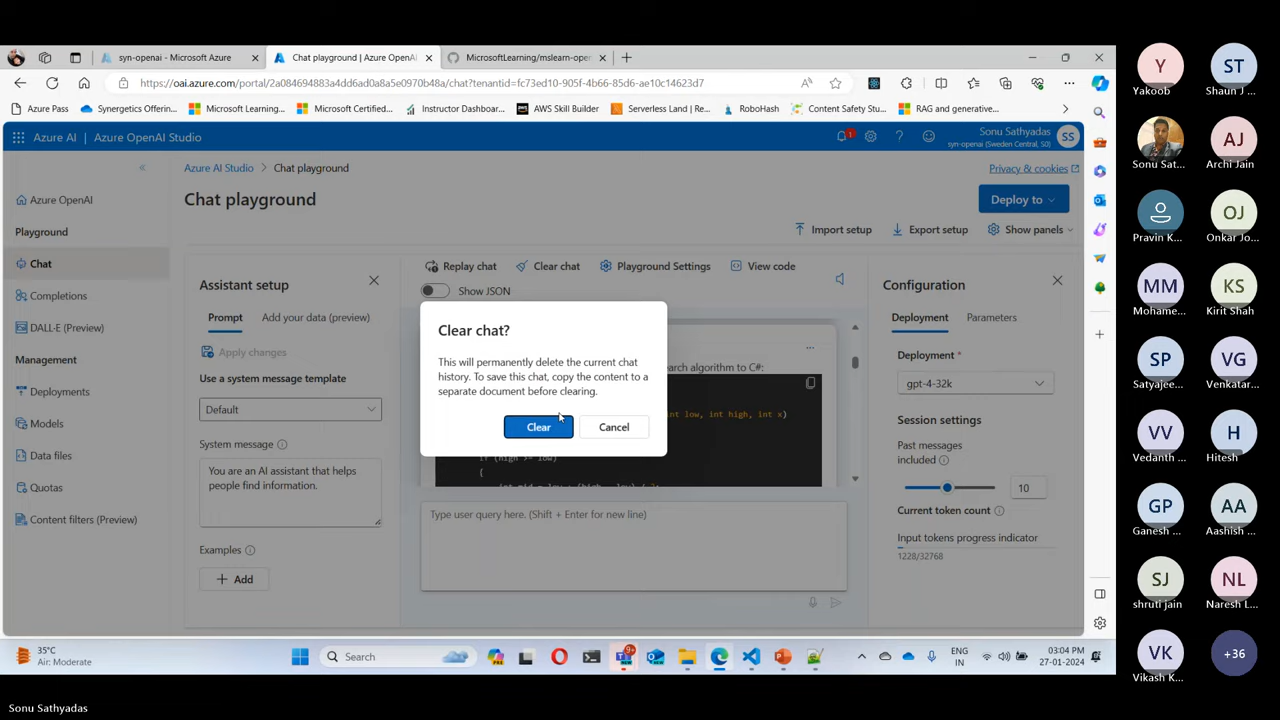 syn-openai - Microsoft Azure
Chat playground | Azure OpenAI
MicrosoftLearning/mslearn-oper
https://oai.azure.com/portal/2a084694883a4dd6ad0a8a5e0970b48a/chat?tenantid=fc73ed10-905f-4b66-85d6-ae10c14623d7
Azure Pass
Synergetics Offering...
Microsoft Learning...
Microsoft Certified...
Instructor Dashboar...
AWS Skill Builder
Serverless Land | Re...
RoboHash
Content Safety Stu...
RAG and generative...
Azure AI | Azure OpenAI Studio
1
Sonu Sathyadas
syn-openai (Sweden Central, S0)
SS
Azure AI Studio > Chat playground
Privacy & cookies
Chat playground
Deploy to
Import setup
Export setup
Show panels
Azure OpenAI
Playground
Chat
Completions
DALL-E (Preview)
Management
Deployments
Models
Data files
Quotas
Content filters (Preview)
Assistant setup
Prompt
Add your data (preview)
Apply changes
Use a system message template
Default
System message
You are an AI assistant that helps
people find information.
Examples
+ Add
Replay chat
Clear chat
Playground Settings
View code
Show JSON
earch algorithm to C#:
int low, int high, int x)
if (high >= low)
{
int mid = low + (high - low) / 2;
Clear chat?
This will permanently delete the current chat
history. To save this chat, copy the content to a
separate document before clearing.
Clear
Cancel
Type user query here. (Shift + Enter for new line)
Configuration
Deployment
Parameters
Deployment *
gpt-4-32k
Session settings
Past messages
included
10
Current token count
Input tokens progress indicator
1228/32768
35°C
Air: Moderate
Search
9+
ENG
IN
03:04 PM
27-01-2024
Y
Yakoob
ST
Shaun J ...
Sonu Sat...
AJ
Archi Jain
Pravin K...
OJ
Onkar Jo...
MM
Mohame...
KS
Kirit Shah
SP
Satyajee...
VG
Venkatar...
VV
Vedanth ...
H
Hitesh
GP
Ganesh ...
AA
Aashish ...
SJ
shruti jain
NL
Naresh L...
VK
Vikash K...
+36
Sonu Sathyadas